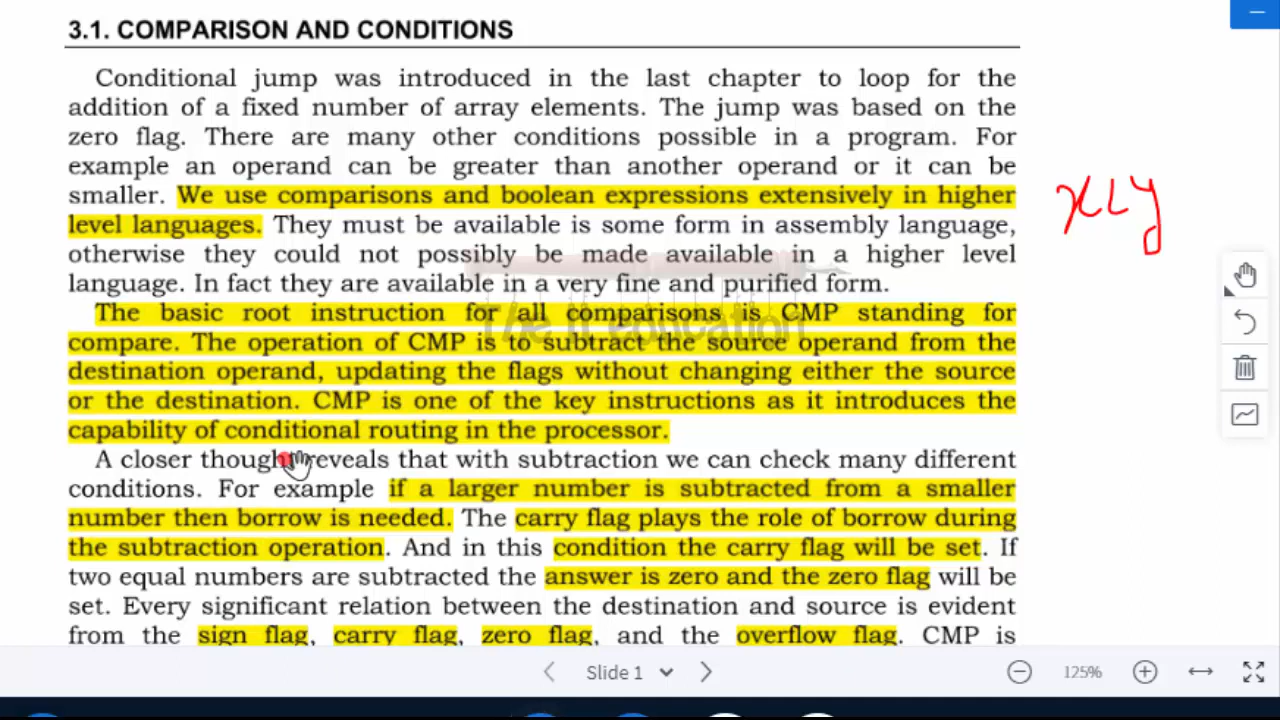 3.1. COMPARISON AND CONDITIONS
Conditional jump was introduced in the last chapter to loop for the
addition of a fixed number of array elements. The jump was based on the
zero flag. There are many other conditions possible in a program. For
example an operand can be greater than another operand or it can be
smaller. We use comparisons and boolean expressions extensively in higher
level languages. They must be available is some form in assembly language,
otherwise they could not possibly be made available in a higher level
language. In fact they are available in a very fine and purified form.
The basic root instruction for all comparisons is CMP standing for
compare. The operation of CMP is to subtract the source operand from the
destination operand, updating the flags without changing either the source
or the destination. CMP is one of the key instructions as it introduces the
capability of conditional routing in the processor.
A closer thought reveals that with subtraction we can check many different
conditions. For example if a larger number is subtracted from a smaller
number then borrow is needed. The carry flag plays the role of borrow during
the subtraction operation. And in this condition the carry flag will be set. If
two equal numbers are subtracted the answer is zero and the zero flag will be
set. Every significant relation between the destination and source is evident
from the sign flag, carry flag, zero flag, and the overflow flag. CMP is
x<y
The IT education
Slide 1
125%